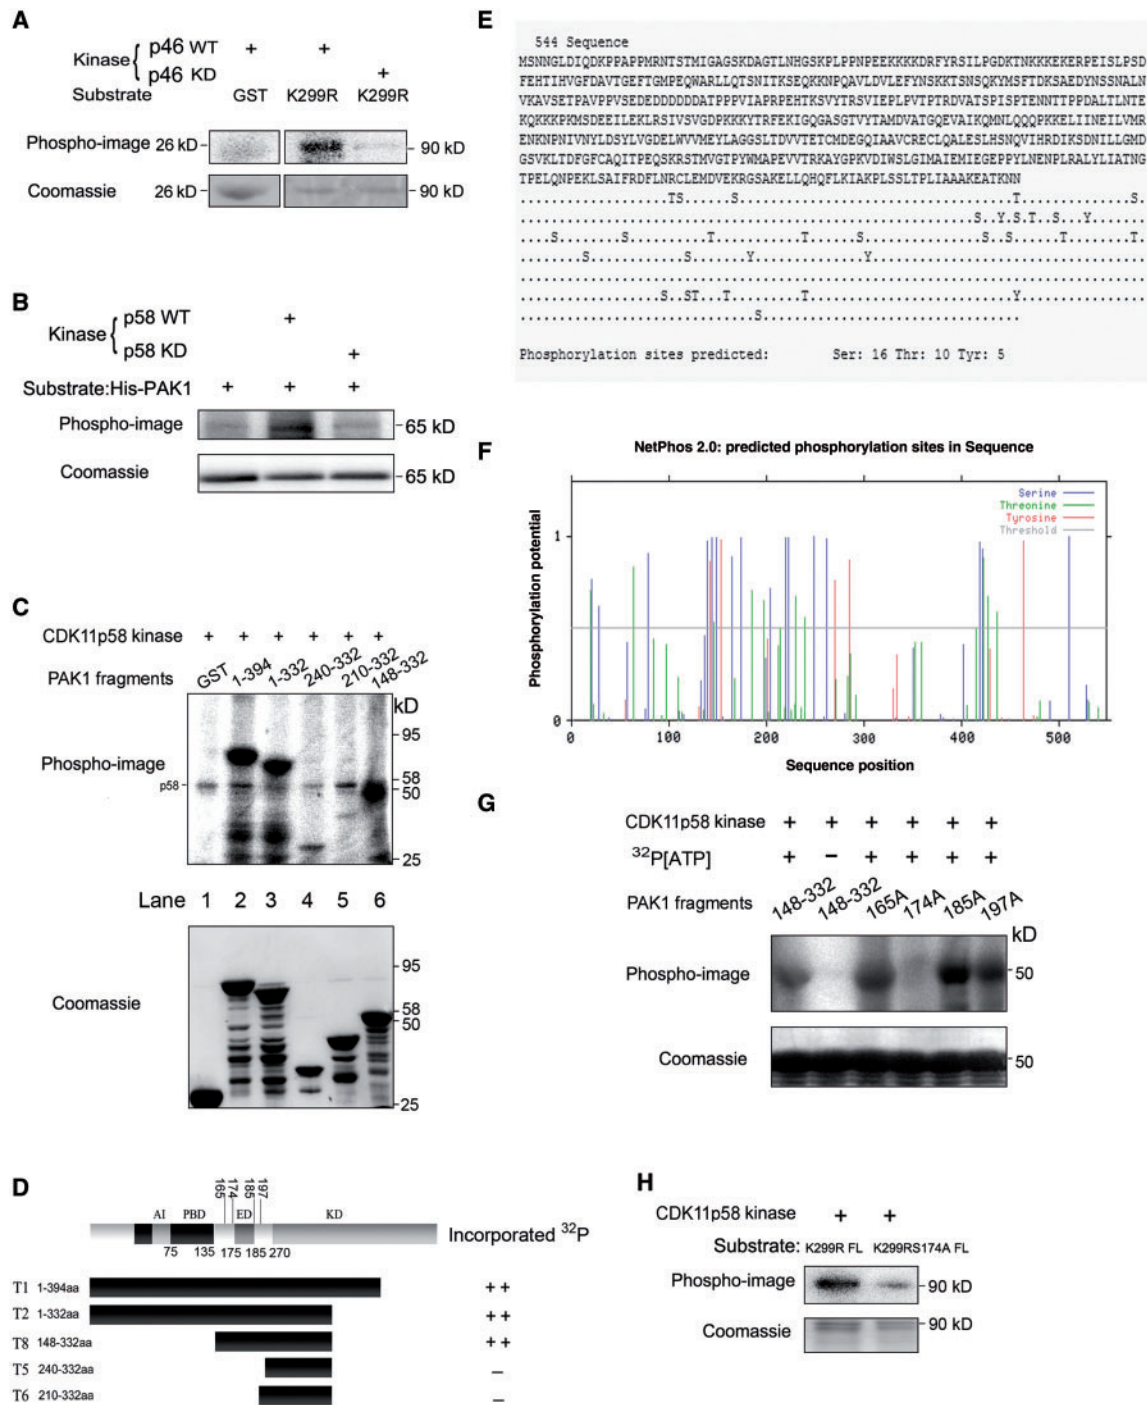 A
Kinase { p46 WT + +
p46 KD +
Substrate GST K299R K299R
Phospho-image 26 kD 90 kD
Coomassie 26 kD 90 kD
B
Kinase { p58 WT +
p58 KD +
Substrate:His-PAK1 + + +
Phospho-image 65 kD
Coomassie 65 kD
C
CDK11p58 kinase + + + + + +
PAK1 fragments GST 1-394 1-332 240-332 210-332 148-332
kD
95
Phospho-image
p58
58
50
25
Lane 1 2 3 4 5 6
95
58
Coomassie 50
25
D
165 174 185 197
AI PBD ED KD
Incorporated ³²P
75 135 175 185 270
T1 1-394aa + +
T2 1-332aa + +
T8 148-332aa + +
T5 240-332aa –
T6 210-332aa –
E
544 Sequence
MSNNGLDIQDKPPAPPMRNTSTMIGAGSKDAGTLNHGSKPLPPNPEEKKKKDRFYRSILPGDKTNKKKEKERPEISLPSD
FEHTIHVGFDAVTGEFTGMPEQWARLLQTSNITKSEQKKNPQAVLDVLEFYNSKKTSNSQKYMSFTDKSAEDYNSSNALN
VKAVSETPAVPPVSEDEDDDDDDATPPPVIAPRPEHTKSVYTRSVIEPLPVTPTRDVATSPISPTENNTTPPDALTLNTE
KQKKKPKMSDEEILEKLRSIVSVGDPKKKYTRFEKIGQGASGTVYTAMDVATGQEVAIKQMNLQQQPKKELIINEILVMR
ENKNPNIVNYLDSYLVGDELWVVMEYLAGGSLTDVVTETCMDEGQIAAVCRECLQALESLHSNQVIHRDIKSDNILLGMD
GSVKLTDFGFCAQITPEQSKRSTMVGTPYWMAPEVVTRKAYGPKVDIWSLGIMAIEMIEGEPPYLNENPLRALYLIATNG
TPELQNPEKLSAIFRDFLNRCLEMDVEKRGSAKELLQHQFLKIAKPLSSLTPLIAAAKEATKNN
Phosphorylation sites predicted: Ser: 16 Thr: 10 Tyr: 5
F
NetPhos 2.0: predicted phosphorylation sites in Sequence
Serine
Threonine
Tyrosine
Threshold
Phosphorylation potential
1
0
0 100 200 300 400 500
Sequence position
G
CDK11p58 kinase + + + + + +
³²P[ATP] + – + + + +
PAK1 fragments 148-332 148-332 165A 174A 185A 197A
kD
Phospho-image 50
Coomassie 50
H
CDK11p58 kinase + +
Substrate: K299R FL K299RS174A FL
Phospho-image 90 kD
Coomassie 90 kD